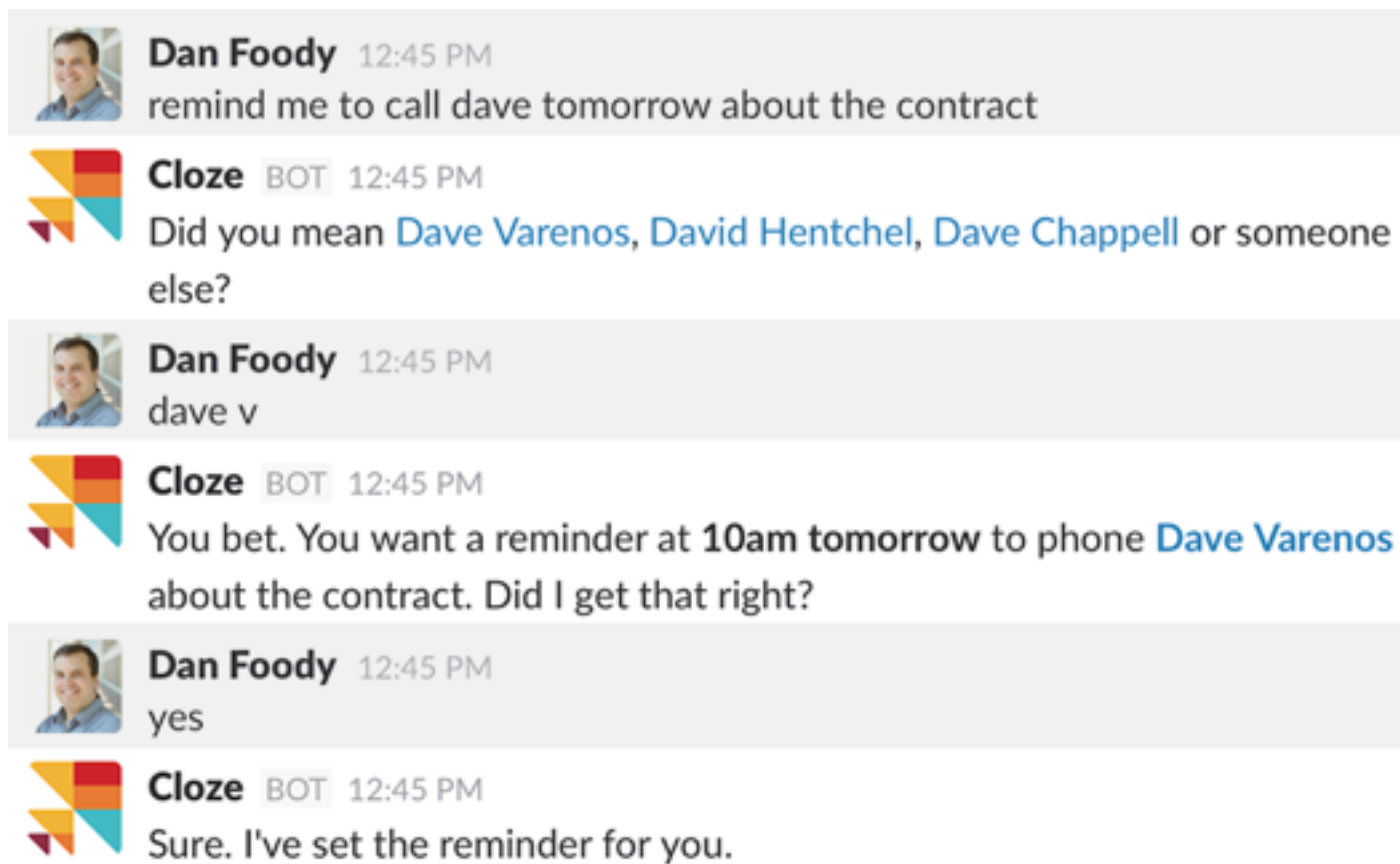 Dan Foody 12:45 PM
remind me to call dave tomorrow about the contract
Cloze BOT 12:45 PM
Did you mean Dave Varenos, David Hentchel, Dave Chappell or someone
else?
Dan Foody 12:45 PM
dave v
Cloze BOT 12:45 PM
You bet. You want a reminder at 10am tomorrow to phone Dave Varenos
about the contract. Did I get that right?
Dan Foody 12:45 PM
yes
Cloze BOT 12:45 PM
Sure. I've set the reminder for you.